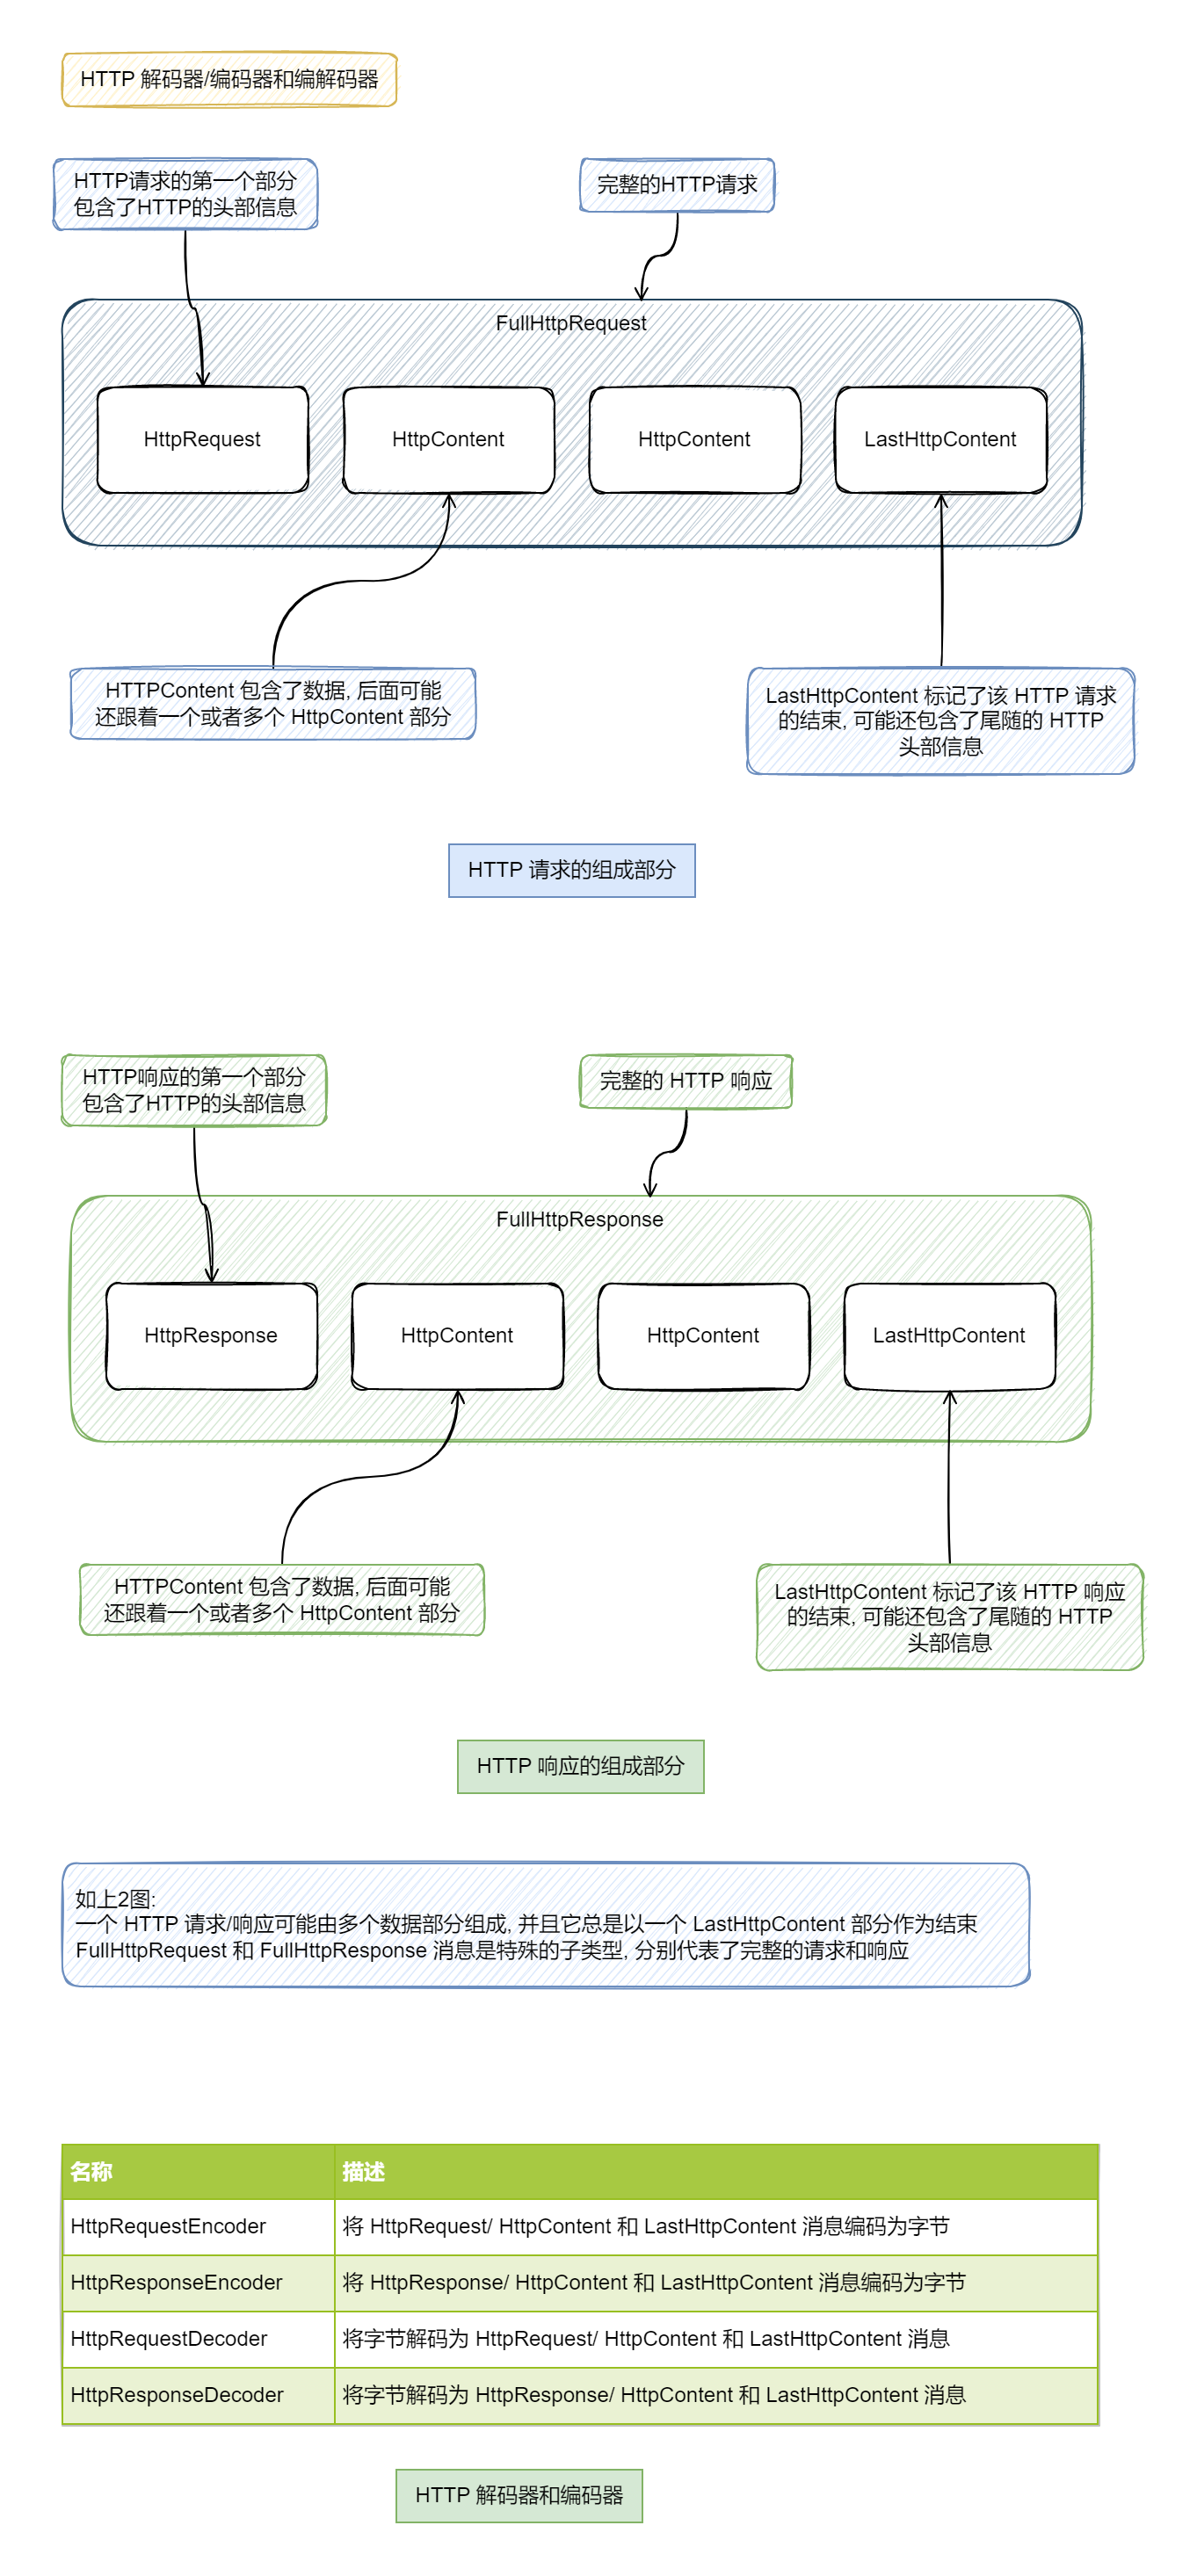 HTTP 解码器/编码器和编解码器
HTTP请求的第一个部分
包含了HTTP的头部信息
完整的HTTP请求
FullHttpRequest
HttpRequest
HttpContent
HttpContent
LastHttpContent
HTTPContent 包含了数据, 后面可能
还跟着一个或者多个 HttpContent 部分
LastHttpContent 标记了该 HTTP 请求
的结束, 可能还包含了尾随的 HTTP
头部信息
HTTP 请求的组成部分
HTTP响应的第一个部分
包含了HTTP的头部信息
完整的 HTTP 响应
FullHttpResponse
HttpResponse
HttpContent
HttpContent
LastHttpContent
HTTPContent 包含了数据, 后面可能
还跟着一个或者多个 HttpContent 部分
LastHttpContent 标记了该 HTTP 响应
的结束, 可能还包含了尾随的 HTTP
头部信息
HTTP 响应的组成部分
如上2图:
一个 HTTP 请求/响应可能由多个数据部分组成, 并且它总是以一个 LastHttpContent 部分作为结束
FullHttpRequest 和 FullHttpResponse 消息是特殊的子类型, 分别代表了完整的请求和响应
名称 描述
HttpRequestEncoder 将 HttpRequest/ HttpContent 和 LastHttpContent 消息编码为字节
HttpResponseEncoder 将 HttpResponse/ HttpContent 和 LastHttpContent 消息编码为字节
HttpRequestDecoder 将字节解码为 HttpRequest/ HttpContent 和 LastHttpContent 消息
HttpResponseDecoder 将字节解码为 HttpResponse/ HttpContent 和 LastHttpContent 消息
HTTP 解码器和编码器